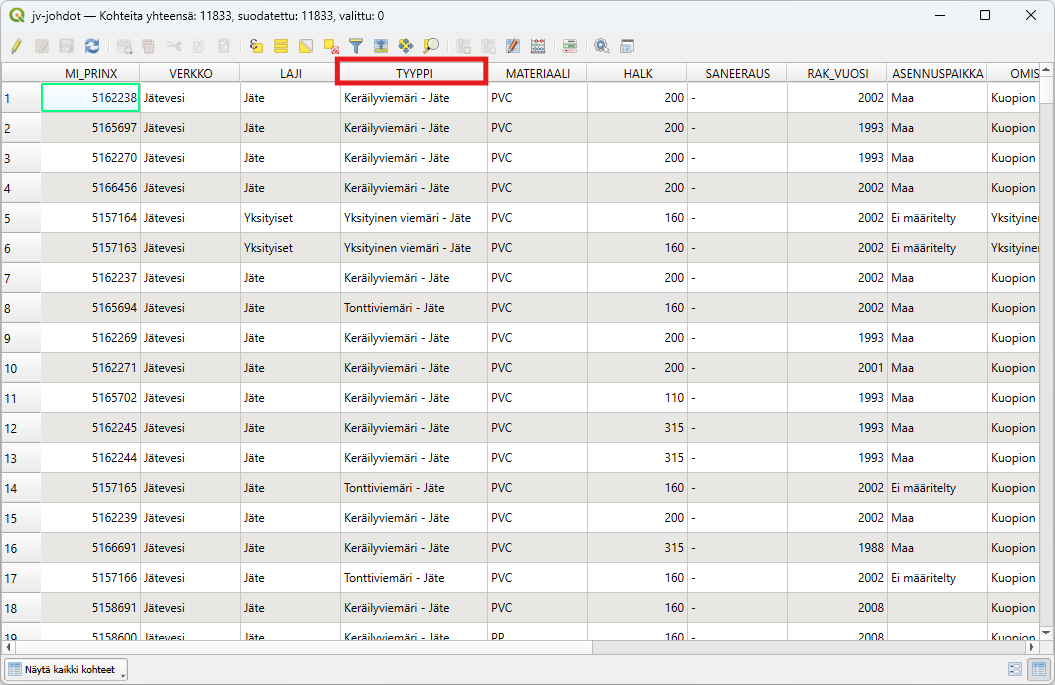 jv-johdot — Kohteita yhteensä: 11833, suodatettu: 11833, valittu: 0
MI_PRINX VERKKO LAJI TYYPPI MATERIAALI HALK SANEERAUS RAK_VUOSI ASENNUSPAIKKA OMIS
1 5162238 Jätevesi Jäte Keräilyviemäri - Jäte PVC 200 - 2002 Maa Kuopion
2 5165697 Jätevesi Jäte Keräilyviemäri - Jäte PVC 200 - 1993 Maa Kuopion
3 5162270 Jätevesi Jäte Keräilyviemäri - Jäte PVC 200 - 1993 Maa Kuopion
4 5166456 Jätevesi Jäte Keräilyviemäri - Jäte PVC 200 - 2002 Maa Kuopion
5 5157164 Jätevesi Yksityiset Yksityinen viemäri - Jäte PVC 160 - 2002 Ei määritelty Yksityine
6 5157163 Jätevesi Yksityiset Yksityinen viemäri - Jäte PVC 160 - 2002 Ei määritelty Yksityine
7 5162237 Jätevesi Jäte Keräilyviemäri - Jäte PVC 200 - 2002 Maa Kuopion
8 5165694 Jätevesi Jäte Tonttiviemäri - Jäte PVC 160 - 2002 Maa Kuopion
9 5162269 Jätevesi Jäte Keräilyviemäri - Jäte PVC 200 - 1993 Maa Kuopion
10 5162271 Jätevesi Jäte Keräilyviemäri - Jäte PVC 200 - 2001 Maa Kuopion
11 5165702 Jätevesi Jäte Keräilyviemäri - Jäte PVC 110 - 1993 Maa Kuopion
12 5162245 Jätevesi Jäte Keräilyviemäri - Jäte PVC 315 - 1993 Maa Kuopion
13 5162244 Jätevesi Jäte Keräilyviemäri - Jäte PVC 315 - 1993 Maa Kuopion
14 5157165 Jätevesi Jäte Tonttiviemäri - Jäte PVC 160 - 2002 Ei määritelty Kuopion
15 5162239 Jätevesi Jäte Keräilyviemäri - Jäte PVC 200 - 2002 Maa Kuopion
16 5166691 Jätevesi Jäte Keräilyviemäri - Jäte PVC 315 - 1988 Maa Kuopion
17 5157166 Jätevesi Jäte Tonttiviemäri - Jäte PVC 160 - 2002 Ei määritelty Kuopion
18 5158691 Jätevesi Jäte Keräilyviemäri - Jäte PVC 160 - 2008 Kuopion
19 5158600 Jätevesi Jäte Keräilyviemäri - Jäte PP 160 - 2008 Kuopion
Näytä kaikki kohteet